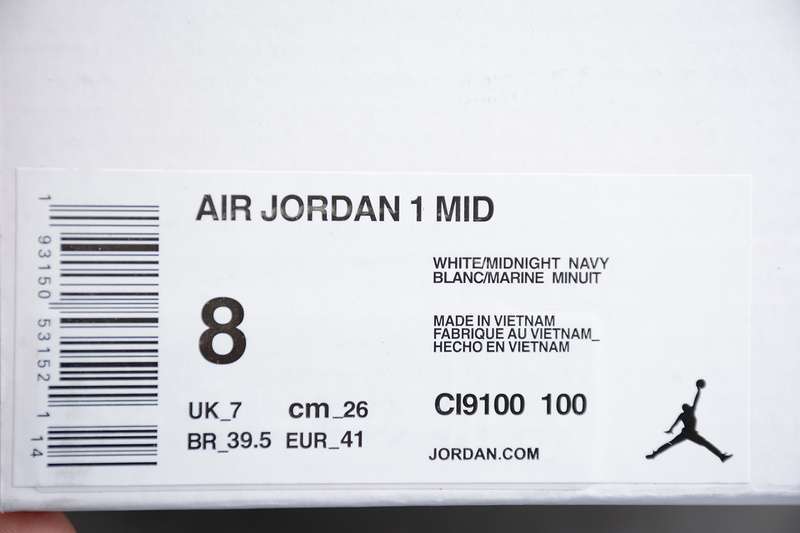 AIR JORDAN 1 MID
WHITE/MIDNIGHT NAVY
BLANC/MARINE MINUIT
8
MADE IN VIETNAM
FABRIQUE AU VIETNAM_
HECHO EN VIETNAM
UK_7 cm_26
BR_39.5 EUR_41
CI9100 100
JORDAN.COM
1 93150 53152 1 14